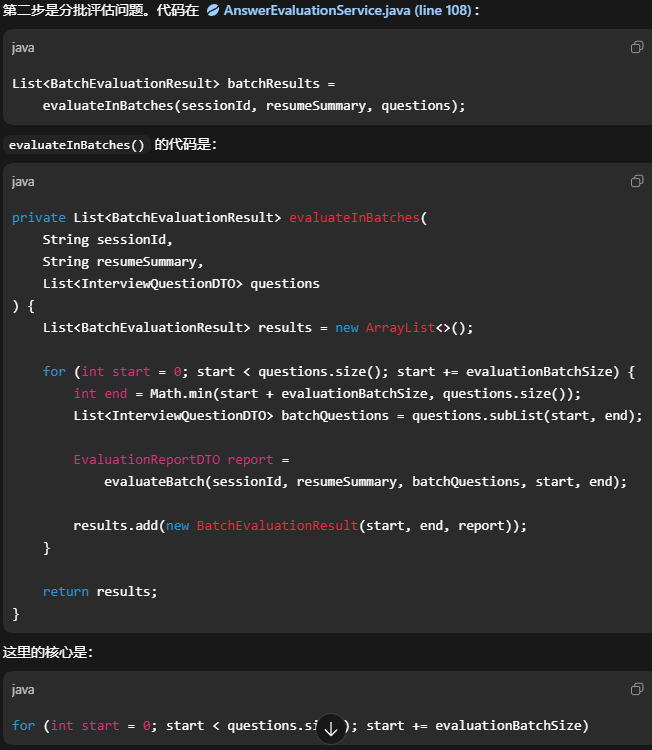 第二步是分批评估问题。代码在 AnswerEvaluationService.java (line 108) :
java
List<BatchEvaluationResult> batchResults =
    evaluateInBatches(sessionId, resumeSummary, questions);
evaluateInBatches() 的代码是:
java
private List<BatchEvaluationResult> evaluateInBatches(
    String sessionId,
    String resumeSummary,
    List<InterviewQuestionDTO> questions
) {
    List<BatchEvaluationResult> results = new ArrayList<>();
    for (int start = 0; start < questions.size(); start += evaluationBatchSize) {
        int end = Math.min(start + evaluationBatchSize, questions.size());
        List<InterviewQuestionDTO> batchQuestions = questions.subList(start, end);
        EvaluationReportDTO report =
            evaluateBatch(sessionId, resumeSummary, batchQuestions, start, end);
        results.add(new BatchEvaluationResult(start, end, report));
    }
    return results;
}
这里的核心是:
java
for (int start = 0; start < questions.si); start += evaluationBatchSize)